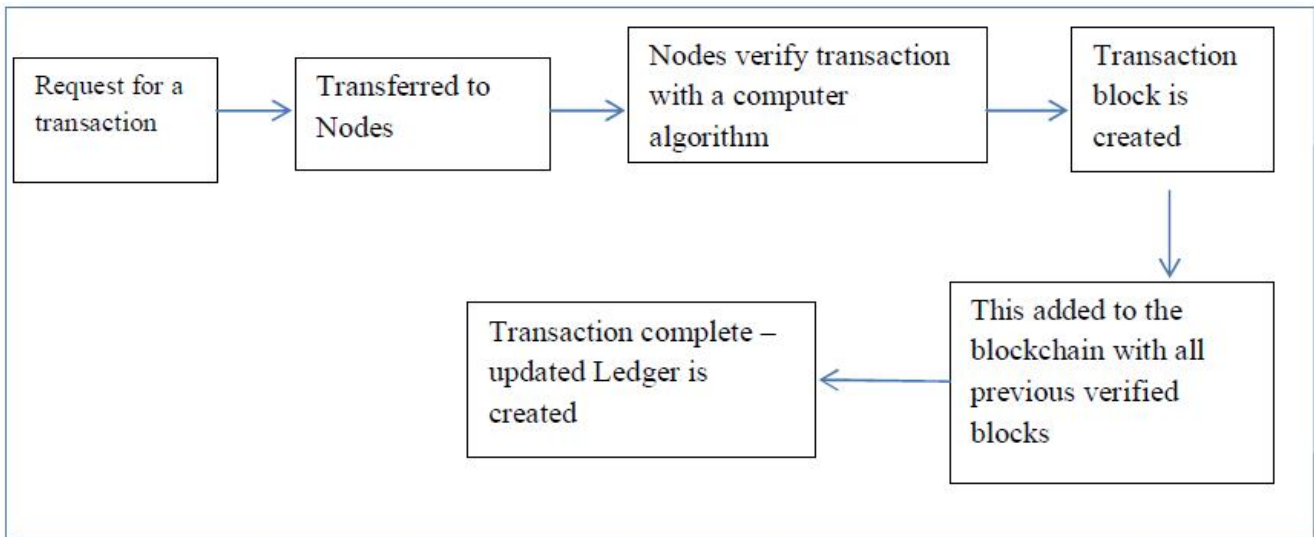 Request for a
transaction
Transferred to
Nodes
Nodes verify transaction
with a computer
algorithm
Transaction
block is
created
This added to the
blockchain with all
previous verified
blocks
Transaction complete –
updated Ledger is
created